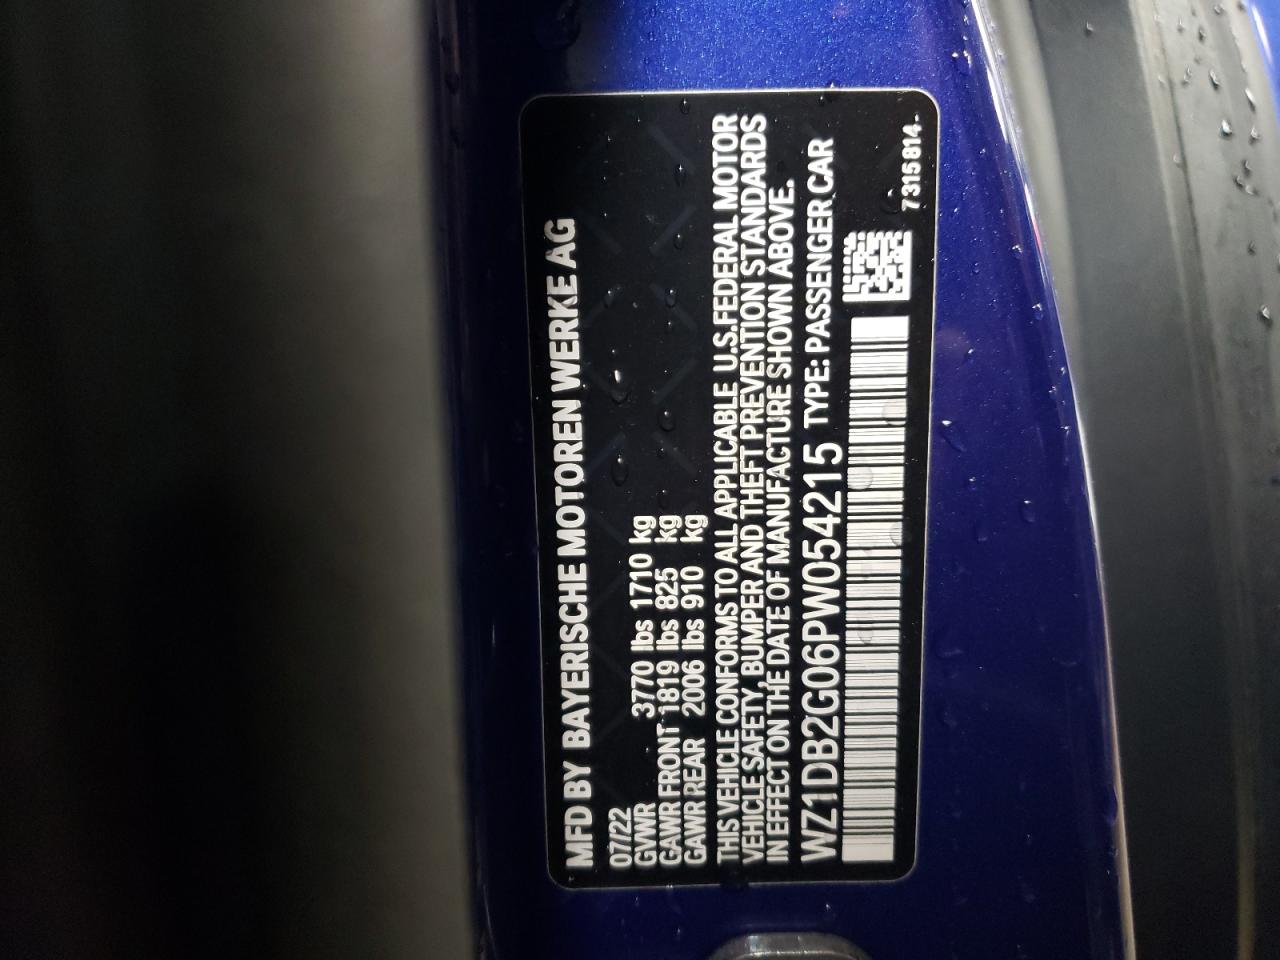 MFD BY BAYERISCHE MOTOREN WERKE AG
07/22
GVWR 3770 lbs 1710 kg
GAWR FRONT 1819 lbs 825 kg
GAWR REAR 2006 lbs 910 kg
THIS VEHICLE CONFORMS TO ALL APPLICABLE U.S.FEDERAL MOTOR
VEHICLE SAFETY, BUMPER AND THEFT PREVENTION STANDARDS
IN EFFECT ON THE DATE OF MANUFACTURE SHOWN ABOVE.
WZ1DB2G06PW054215 TYPE: PASSENGER CAR
7315814.